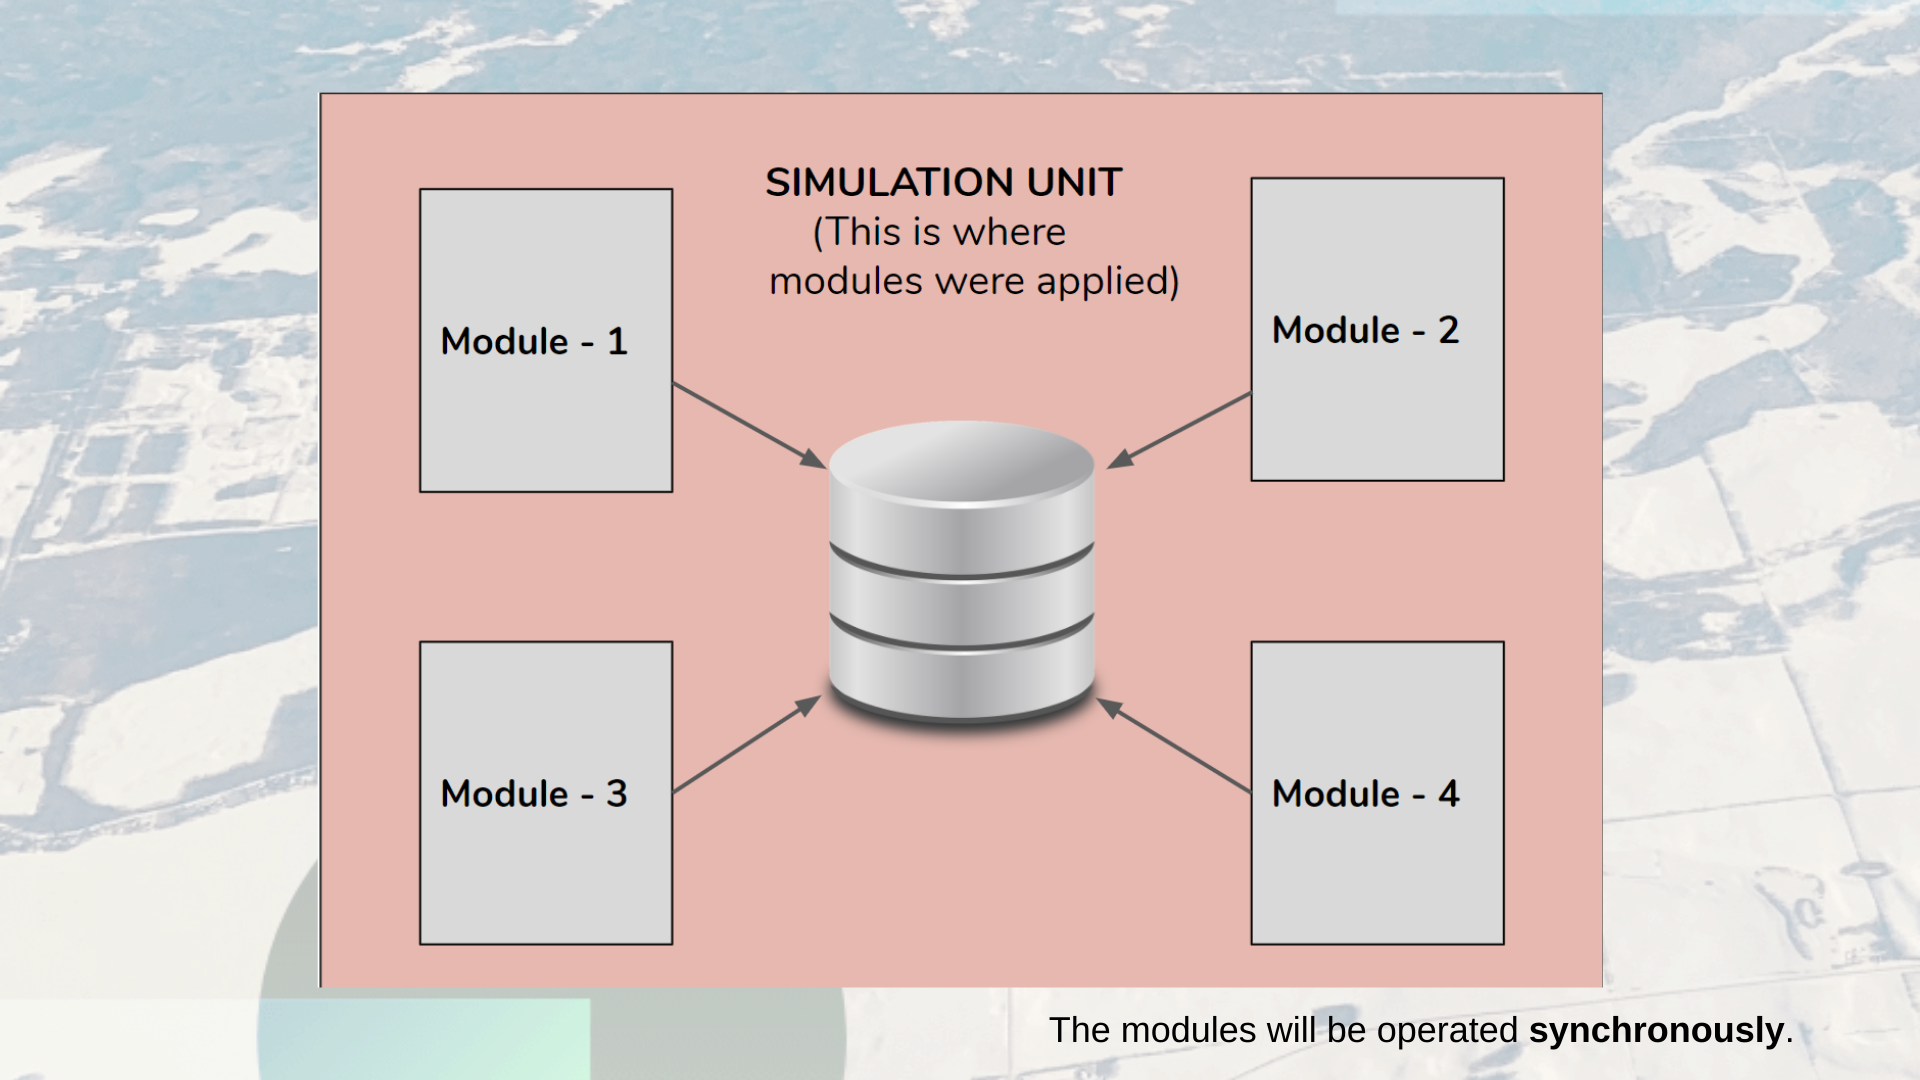 SIMULATION UNIT
(This is where
modules were applied)
Module - 1
Module - 2
Module - 3
Module - 4
The modules will be operated synchronously.